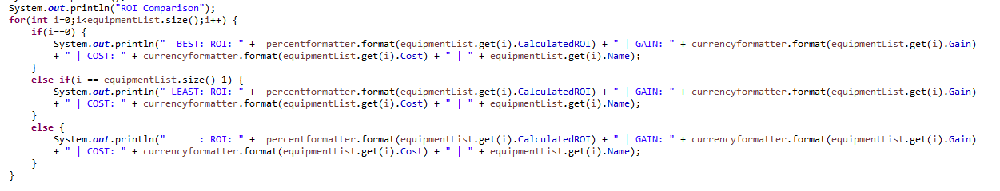 System.out.println("ROI Comparison");
for(int i=0;i<equipmentList.size();i++) {
    if(i==0) {
        System.out.println("  BEST: ROI: " +  percentformatter.format(equipmentList.get(i).CalculatedROI) + " | GAIN: " + currencyformatter.format(equipmentList.get(i).Gain)
        + " | COST: " + currencyformatter.format(equipmentList.get(i).Cost) + " | " + equipmentList.get(i).Name);
    }
    else if(i == equipmentList.size()-1) {
        System.out.println(" LEAST: ROI: " +  percentformatter.format(equipmentList.get(i).CalculatedROI) + " | GAIN: " + currencyformatter.format(equipmentList.get(i).Gain)
        + " | COST: " + currencyformatter.format(equipmentList.get(i).Cost) + " | " + equipmentList.get(i).Name);
    }
    else {
        System.out.println("      : ROI: " +  percentformatter.format(equipmentList.get(i).CalculatedROI) + " | GAIN: " + currencyformatter.format(equipmentList.get(i).Gain)
        + " | COST: " + currencyformatter.format(equipmentList.get(i).Cost) + " | " + equipmentList.get(i).Name);
    }
}